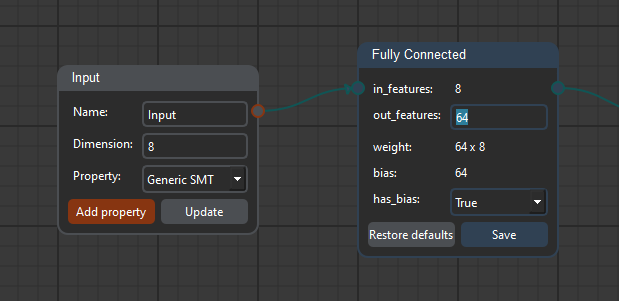 Input
Name: Input
Dimension: 8
Property: Generic SMT
Add property Update
Fully Connected
in_features: 8
out_features: 64
weight: 64 x 8
bias: 64
has_bias: True
Restore defaults Save